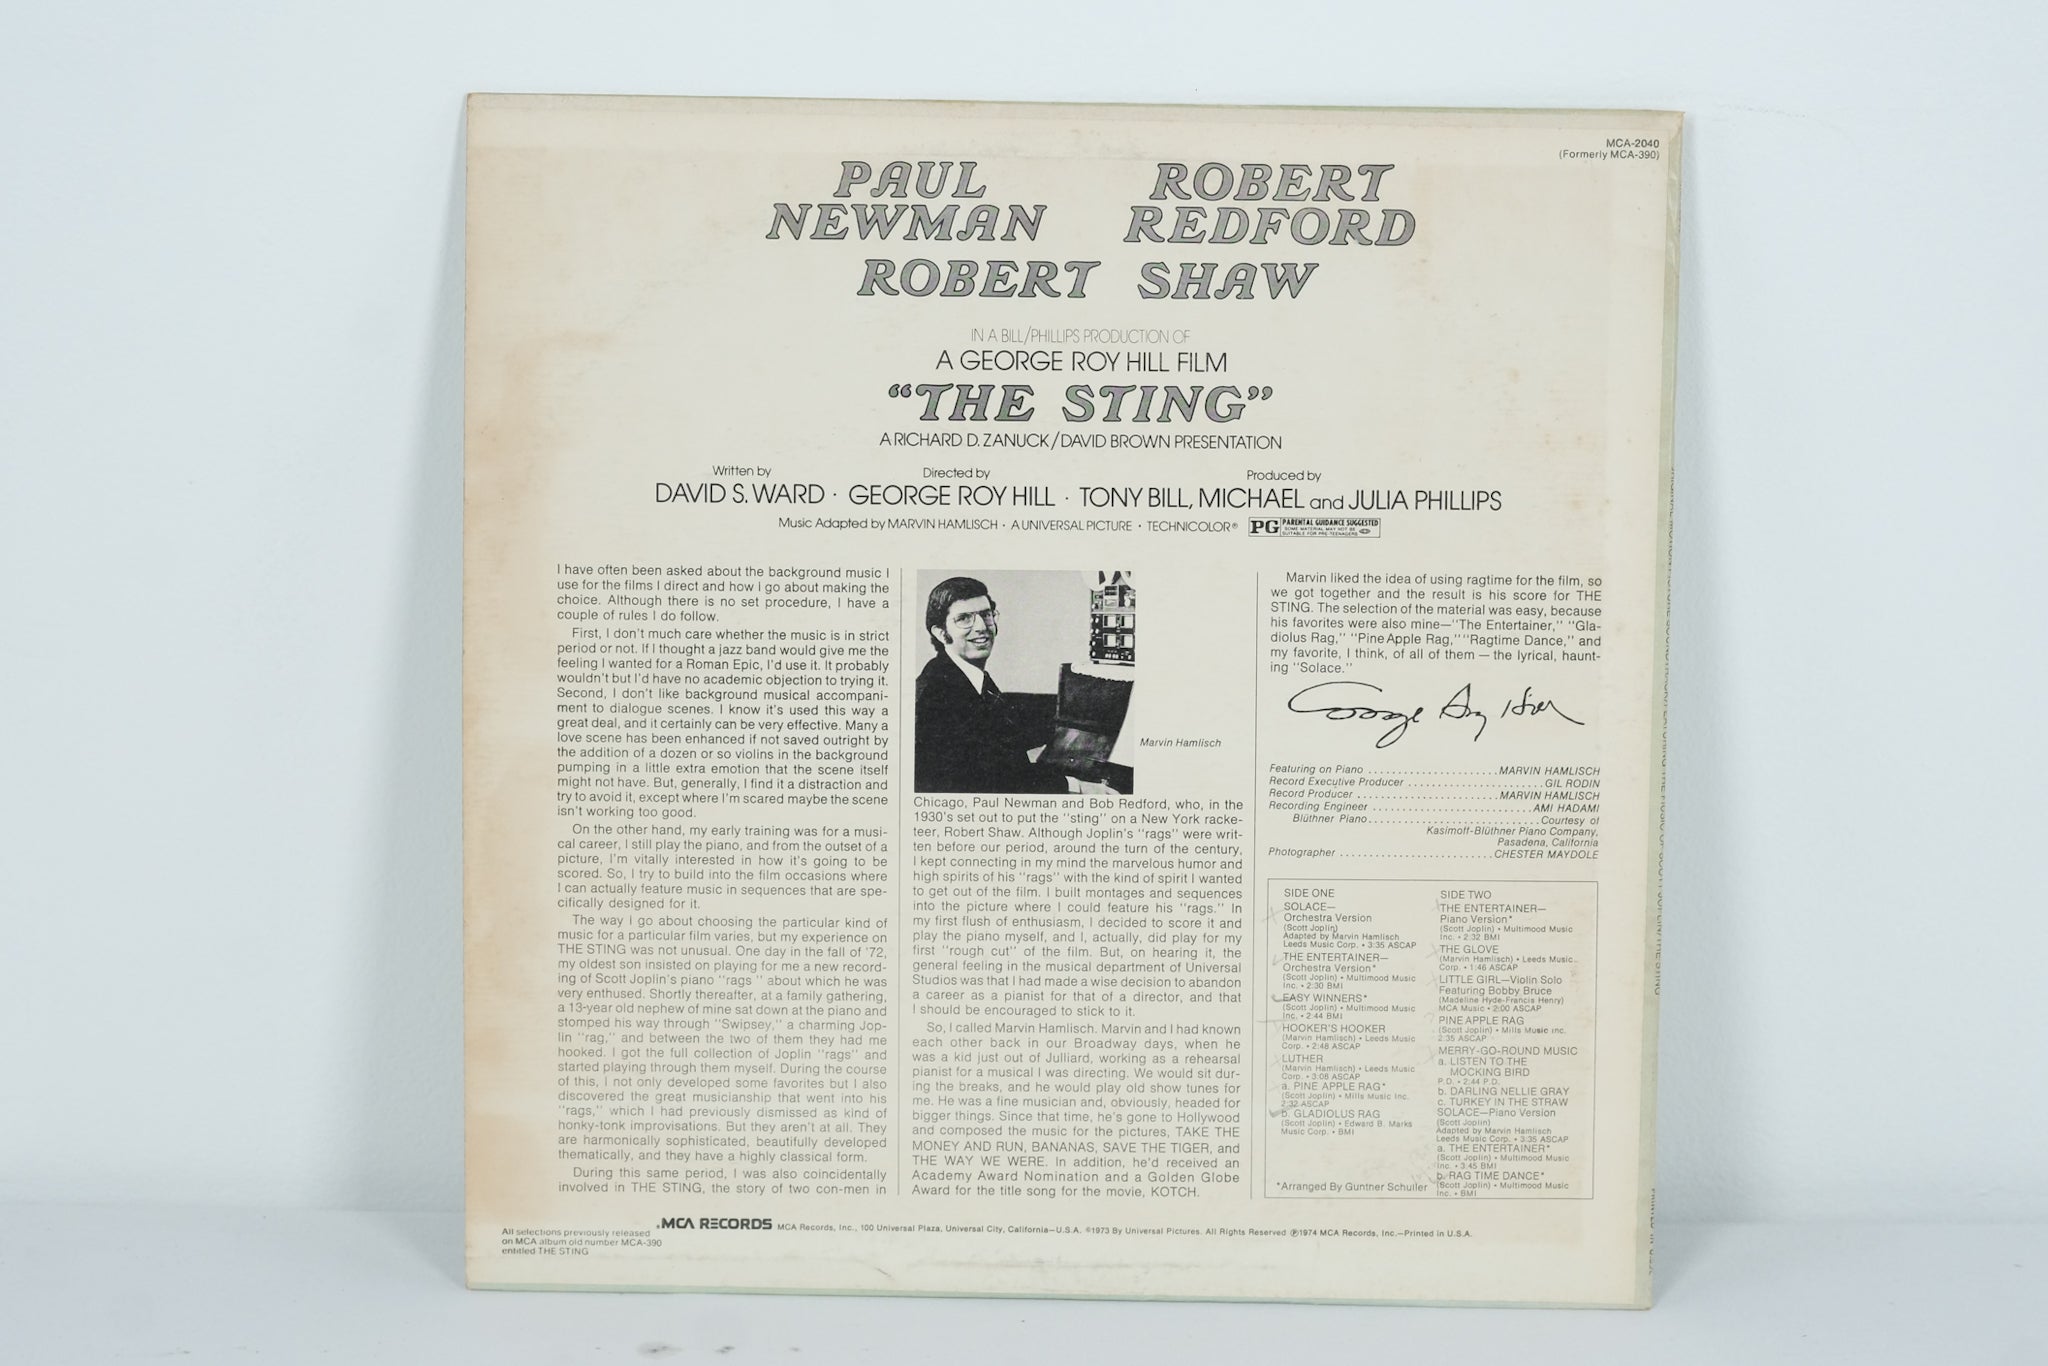 MCA-2040
(Formerly MCA-390)
PAUL NEWMAN
ROBERT REDFORD
ROBERT SHAW
IN A BILL/PHILLIPS PRODUCTION OF
A GEORGE ROY HILL FILM
“THE STING”
A RICHARD D. ZANUCK/DAVID BROWN PRESENTATION
Written by
DAVID S. WARD ·
Directed by
GEORGE ROY HILL ·
Produced by
TONY BILL, MICHAEL and JULIA PHILLIPS
Music Adapted by MARVIN HAMLISCH · A UNIVERSAL PICTURE · TECHNICOLOR®
PG PARENTAL GUIDANCE SUGGESTED
SOME MATERIAL MAY NOT BE
SUITABLE FOR PRE-TEENAGERS
I have often been asked about the background music I
use for the films I direct and how I go about making the
choice. Although there is no set procedure, I have a
couple of rules I do follow.
First, I don't much care whether the music is in strict
period or not. If I thought a jazz band would give me the
feeling I wanted for a Roman Epic, I'd use it. It probably
wouldn't but I'd have no academic objection to trying it.
Second, I don't like background musical accompani-
ment to dialogue scenes. I know it's used this way a
great deal, and it certainly can be very effective. Many a
love scene has been enhanced if not saved outright by
the addition of a dozen or so violins in the background
pumping in a little extra emotion that the scene itself
might not have. But, generally, I find it a distraction and
try to avoid it, except where I'm scared maybe the scene
isn't working too good.
On the other hand, my early training was for a musi-
cal career, I still play the piano, and from the outset of a
picture, I'm vitally interested in how it's going to be
scored. So, I try to build into the film occasions where
I can actually feature music in sequences that are spe-
cifically designed for it.
The way I go about choosing the particular kind of
music for a particular film varies, but my experience on
THE STING was not unusual. One day in the fall of '72,
my oldest son insisted on playing for me a new record-
ing of Scott Joplin's piano "rags" about which he was
very enthused. Shortly thereafter, at a family gathering,
a 13-year old nephew of mine sat down at the piano and
stomped his way through "Swipsey," a charming Jop-
lin "rag," and between the two of them they had me
hooked. I got the full collection of Joplin "rags" and
started playing through them myself. During the course
of this, I not only developed some favorites but I also
discovered the great musicianship that went into his
"rags," which I had previously dismissed as kind of
honky-tonk improvisations. But they aren't at all. They
are harmonically sophisticated, beautifully developed
thematically, and they have a highly classical form.
During this same period, I was also coincidentally
involved in THE STING, the story of two con-men in
Marvin Hamlisch
Chicago, Paul Newman and Bob Redford, who, in the
1930's set out to put the "sting" on a New York racke-
teer, Robert Shaw. Although Joplin's "rags" were writ-
ten before our period, around the turn of the century,
I kept connecting in my mind the marvelous humor and
high spirits of his "rags" with the kind of spirit I wanted
to get out of the film. I built montages and sequences
into the picture where I could feature his "rags." In
my first flush of enthusiasm, I decided to score it and
play the piano myself, and I, actually, did play for my
first "rough cut" of the film. But, on hearing it, the
general feeling in the musical department of Universal
Studios was that I had made a wise decision to abandon
a career as a pianist for that of a director, and that
I should be encouraged to stick to it.
So, I called Marvin Hamlisch. Marvin and I had known
each other back in our Broadway days, when he
was a kid just out of Julliard, working as a rehearsal
pianist for a musical I was directing. We would sit dur-
ing the breaks, and he would play old show tunes for
me. He was a fine musician and, obviously, headed for
bigger things. Since that time, he's gone to Hollywood
and composed the music for the pictures, TAKE THE
MONEY AND RUN, BANANAS, SAVE THE TIGER, and
THE WAY WE WERE. In addition, he'd received an
Academy Award Nomination and a Golden Globe
Award for the title song for the movie, KOTCH.
Marvin liked the idea of using ragtime for the film, so
we got together and the result is his score for THE
STING. The selection of the material was easy, because
his favorites were also mine—"The Entertainer," "Gla-
diolus Rag," "Pine Apple Rag," "Ragtime Dance," and
my favorite, I think, of all of them — the lyrical, haunt-
ing "Solace."
George Roy Hill
Featuring on Piano . . . . . MARVIN HAMLISCH
Record Executive Producer . . . . . GIL RODIN
Record Producer . . . . . MARVIN HAMLISCH
Recording Engineer . . . . . AMI HADAMI
Blüthner Piano . . . . . Courtesy of
Kasimoff-Blüthner Piano Company,
Pasadena, California
Photographer . . . . . CHESTER MAYDOLE
SIDE ONE
SOLACE—
Orchestra Version
(Scott Joplin)
Adapted by Marvin Hamlisch
Leeds Music Corp. • 3:35 ASCAP
THE ENTERTAINER—
Orchestra Version*
(Scott Joplin) • Multimood Music
Inc. • 2:30 BMI
EASY WINNERS*
(Scott Joplin) • Multimood Music
Inc. • 2:44 BMI
HOOKER'S HOOKER
(Marvin Hamlisch) • Leeds Music
Corp. • 2:48 ASCAP
LUTHER
(Marvin Hamlisch) • Leeds Music
Corp. • 3:08 ASCAP
a. PINE APPLE RAG*
(Scott Joplin) • Mills Music Inc.
2:32 ASCAP
b. GLADIOLUS RAG
(Scott Joplin) • Edward B. Marks
Music Corp. • BMI
*Arranged By Guntner Schuller
SIDE TWO
THE ENTERTAINER—
Piano Version*
(Scott Joplin) • Multimood Music
Inc. • 2:32 BMI
THE GLOVE
(Marvin Hamlisch) • Leeds Music
Corp. • 1:46 ASCAP
LITTLE GIRL—Violin Solo
Featuring Bobby Bruce
(Madeline Hyde-Francis Henry)
MCA Music • 2:00 ASCAP
PINE APPLE RAG
(Scott Joplin) • Mills Music Inc.
2:35 ASCAP
MERRY-GO-ROUND MUSIC
a. LISTEN TO THE
MOCKING BIRD
P.D. • 2:44 P.D.
b. DARLING NELLIE GRAY
c. TURKEY IN THE STRAW
SOLACE—Piano Version
(Scott Joplin)
Adapted by Marvin Hamlisch
Leeds Music Corp. • 3:35 ASCAP
a. THE ENTERTAINER*
(Scott Joplin) • Multimood Music
Inc. • 3:45 BMI
b. RAG TIME DANCE*
(Scott Joplin) • Multimood Music
Inc. • BMI
All selections previously released
on MCA album old number MCA-390
entitled THE STING
MCA RECORDS MCA Records, Inc., 100 Universal Plaza, Universal City, California—U.S.A. ©1973 By Universal Pictures. All Rights Reserved ℗1974 MCA Records, Inc.—Printed in U.S.A.